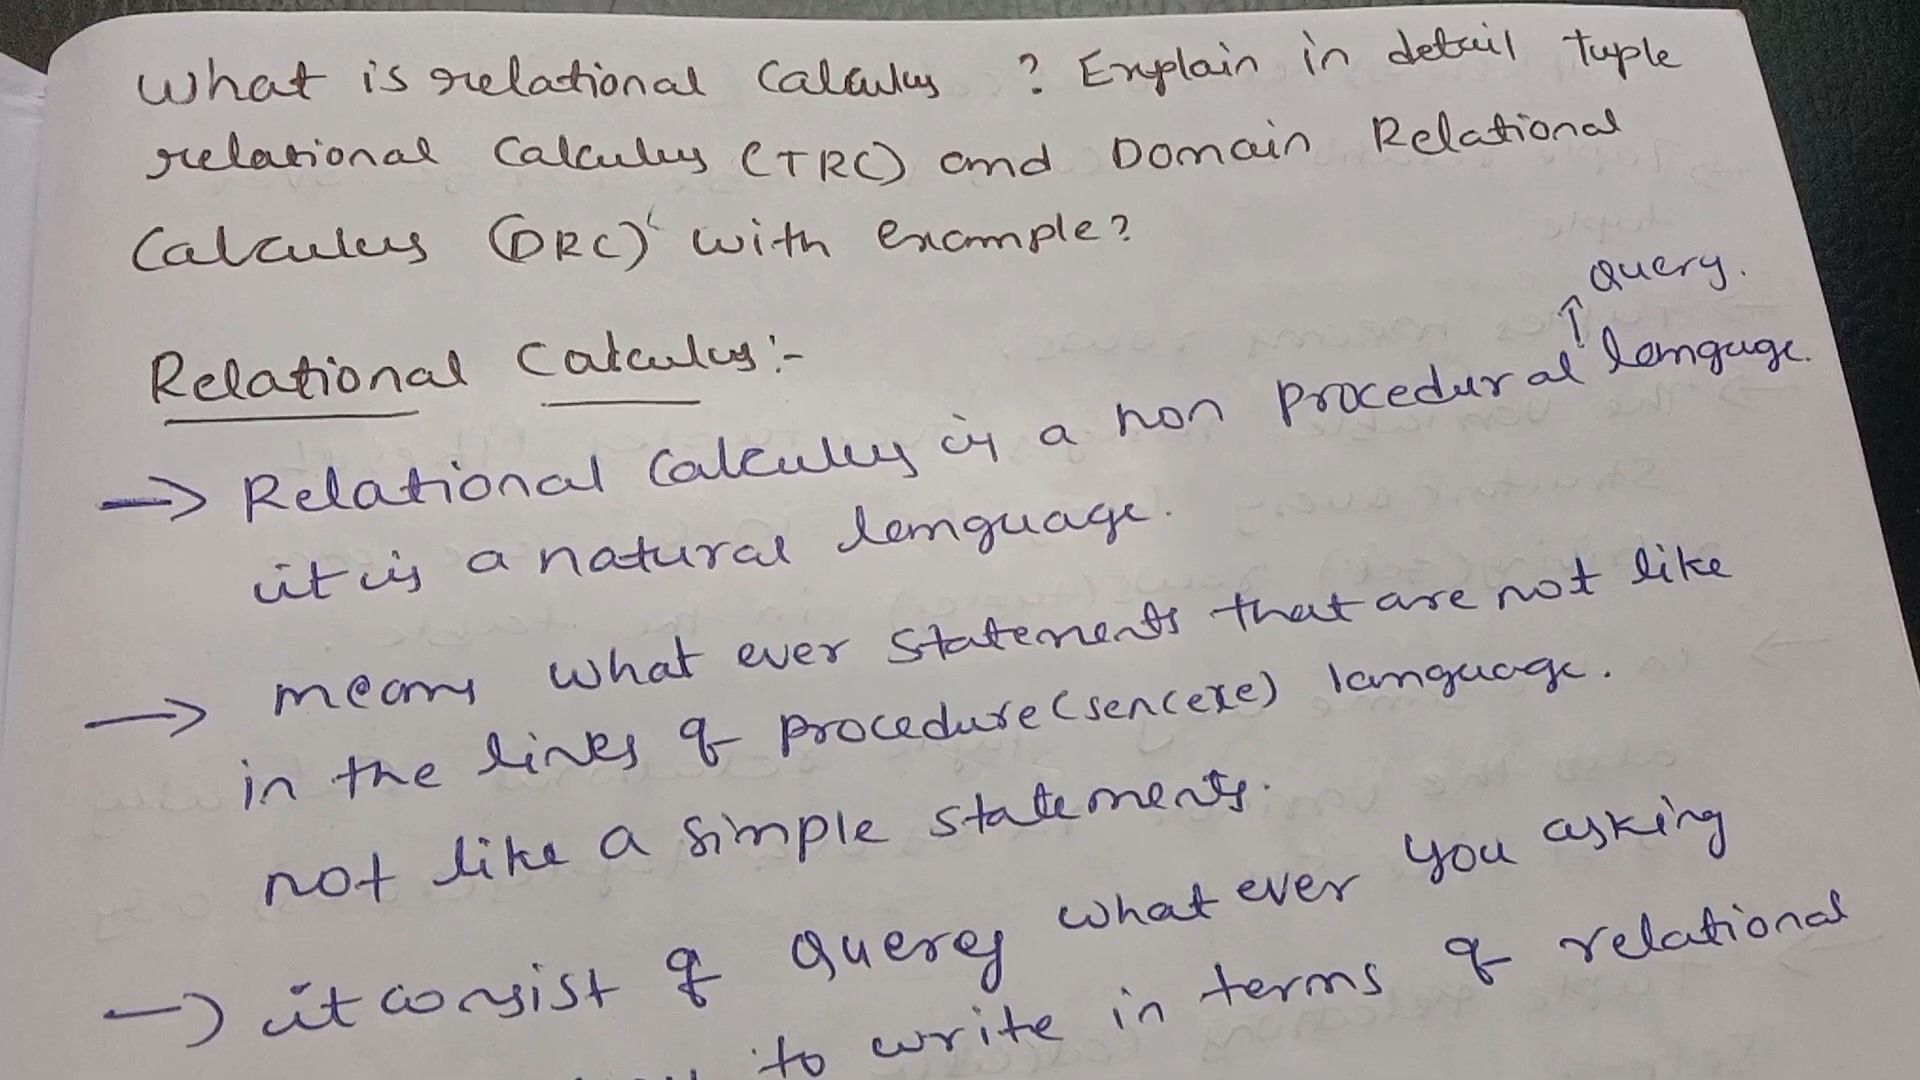 What is relational Calculus ? Explain in detail tuple
relational Calculus (TRC) and Domain Relational
Calculus (DRC) with example?
Relational Calculus:-
query.
→ Relational Calculus is a non procedural ↑ language.
it is a natural language.
→ means what ever statements that are not like
in the lines of procedure (sencexe) language.
not like a simple statements.
→ it consist of querey what ever you asking
to write in terms of relational